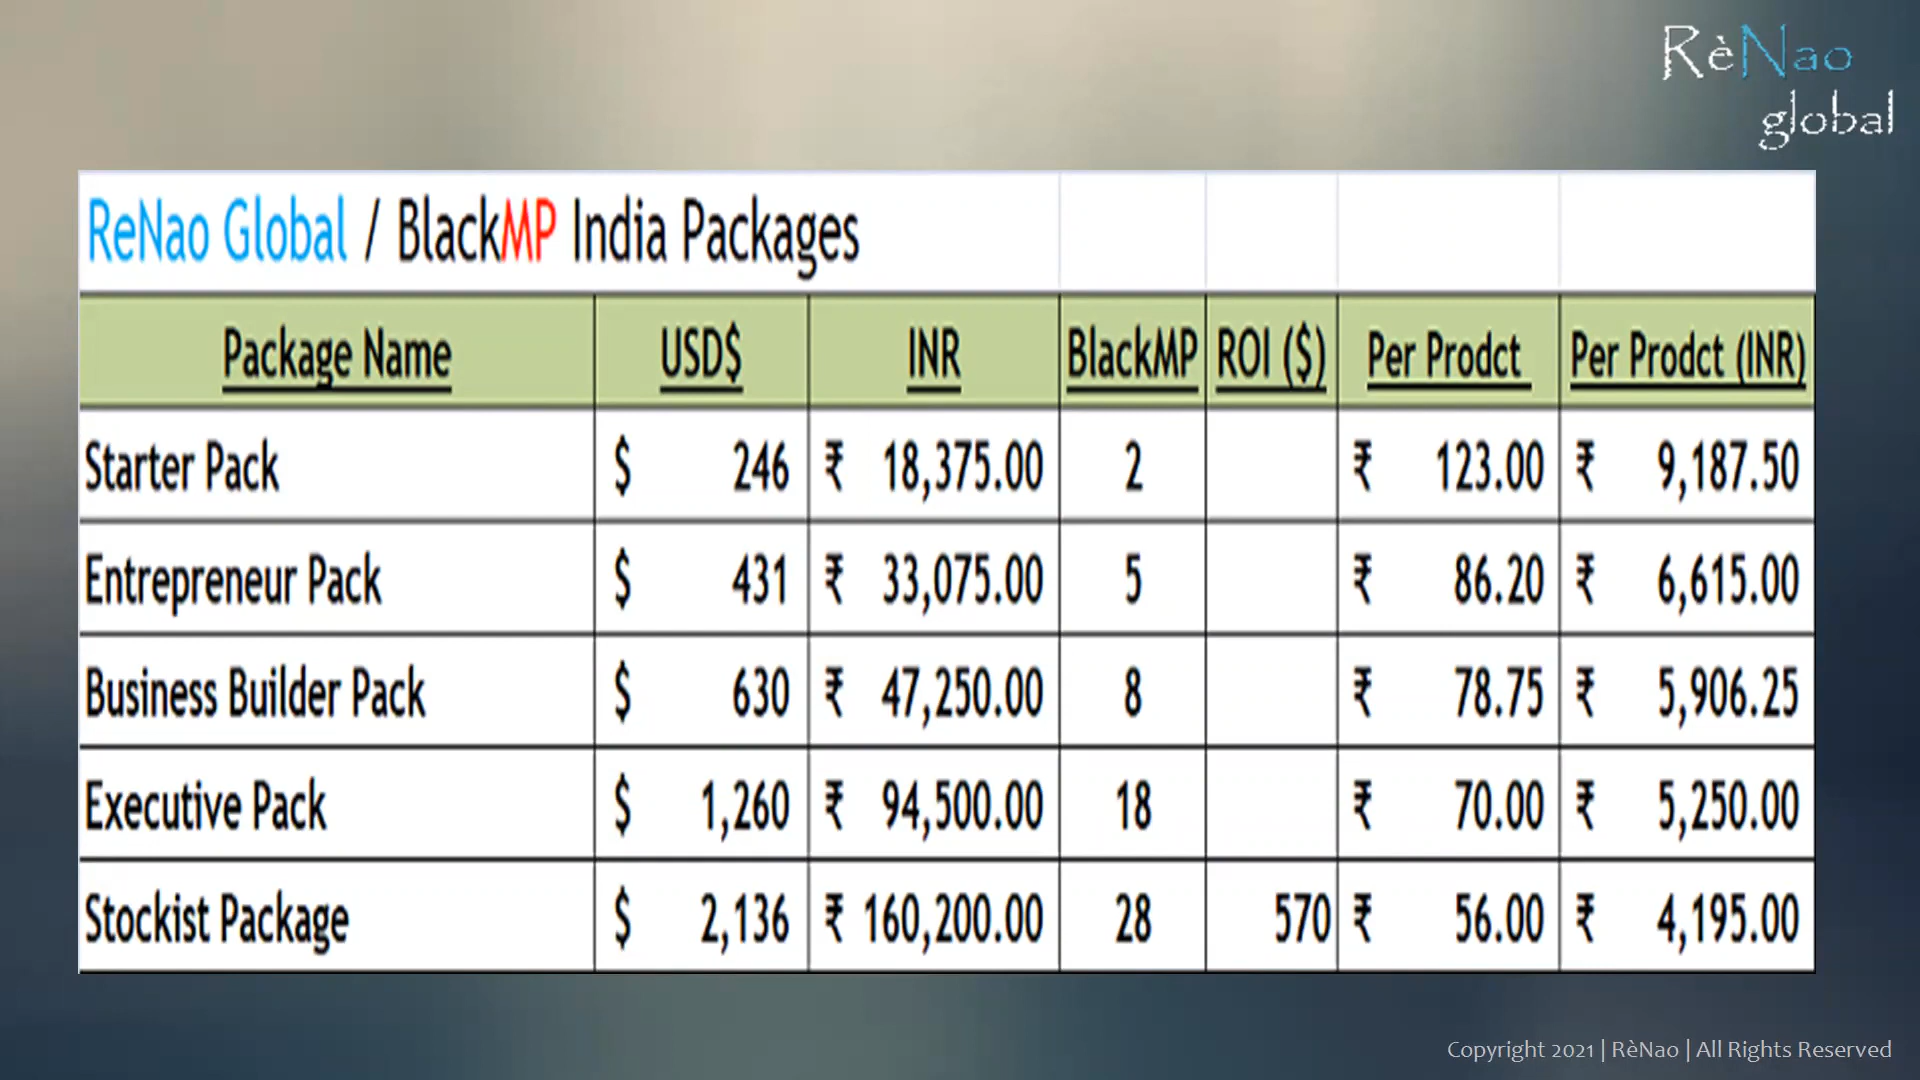 RèNao
global
ReNao Global / BlackMP India Packages
Package Name USD$ INR BlackMP ROI ($) Per Prodct Per Prodct (INR)
Starter Pack $ 246 ₹ 18,375.00 2 ₹ 123.00 ₹ 9,187.50
Entrepreneur Pack $ 431 ₹ 33,075.00 5 ₹ 86.20 ₹ 6,615.00
Business Builder Pack $ 630 ₹ 47,250.00 8 ₹ 78.75 ₹ 5,906.25
Executive Pack $ 1,260 ₹ 94,500.00 18 ₹ 70.00 ₹ 5,250.00
Stockist Package $ 2,136 ₹ 160,200.00 28 570 ₹ 56.00 ₹ 4,195.00
Copyright 2021 | RèNao | All Rights Reserved